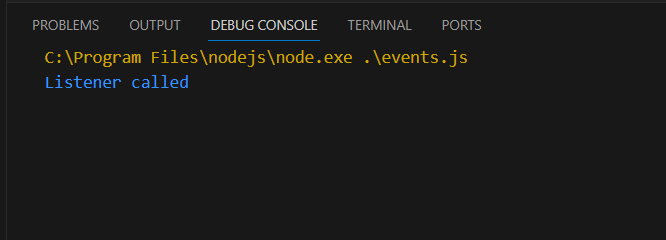 PROBLEMS OUTPUT DEBUG CONSOLE TERMINAL PORTS
C:\Program Files\nodejs\node.exe .\events.js
Listener called